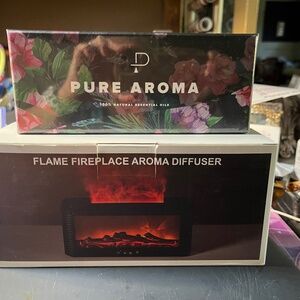 PURE AROMA
100% NATURAL ESSENTIAL OILS
FLAME FIREPLACE AROMA DIFFUSER